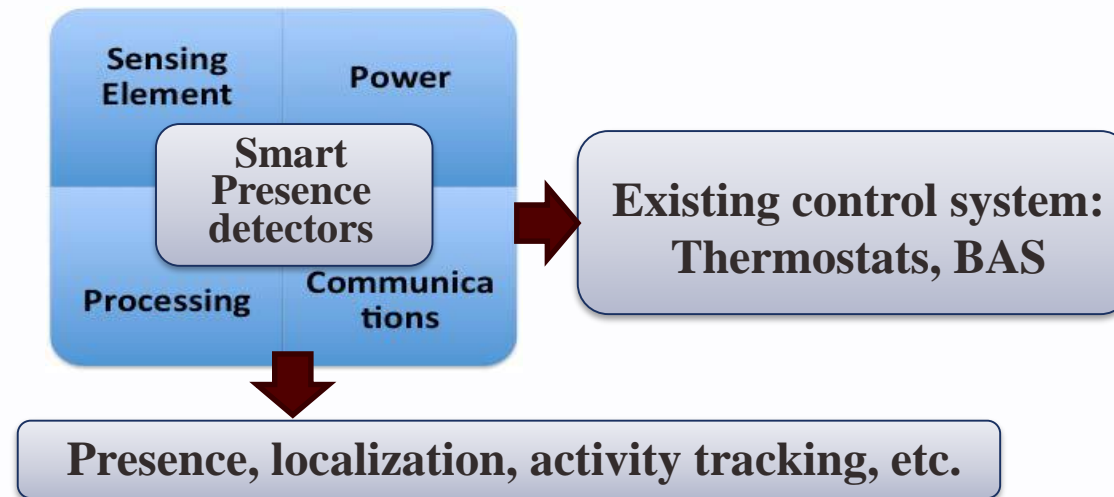 Sensing
Element
Power
Smart
Presence
detectors
Processing
Communica
tions
Existing control system:
Thermostats, BAS
Presence, localization, activity tracking, etc.